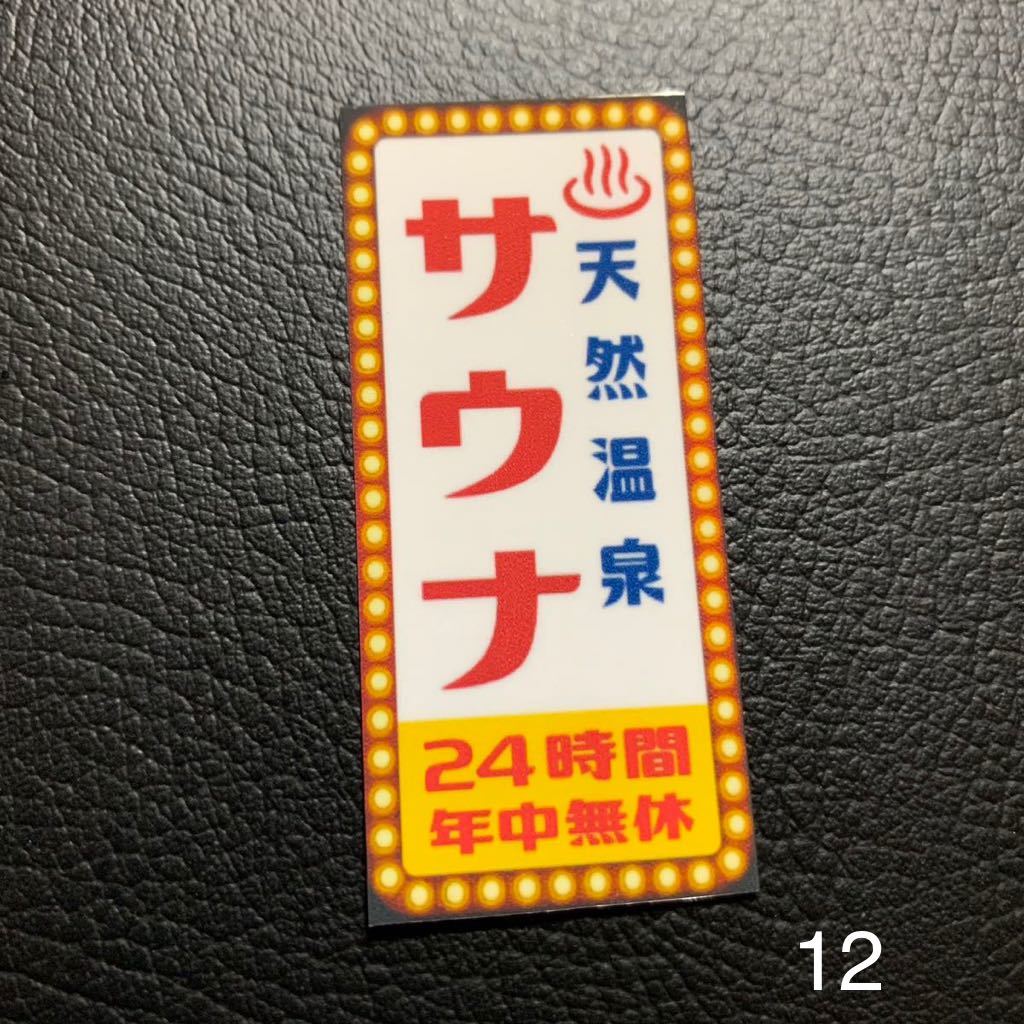 天然温泉
サウナ
24時間
年中無休
12